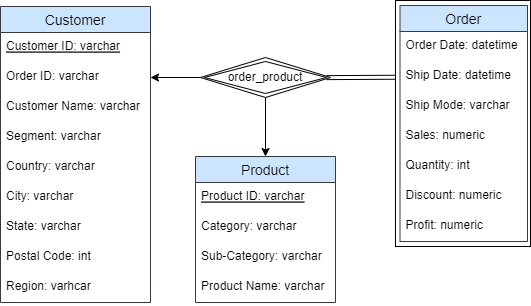 Customer
Customer ID: varchar
Order ID: varchar
Customer Name: varchar
Segment: varchar
Country: varchar
City: varchar
State: varchar
Postal Code: int
Region: varhcar
order_product
Product
Product ID: varchar
Category: varchar
Sub-Category: varchar
Product Name: varchar
Order
Order Date: datetime
Ship Date: datetime
Ship Mode: varchar
Sales: numeric
Quantity: int
Discount: numeric
Profit: numeric